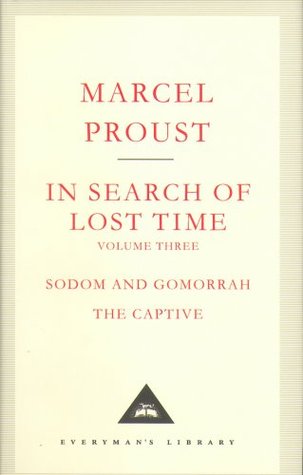 MARCEL
PROUST
IN SEARCH OF
LOST TIME
VOLUME THREE
SODOM AND GOMORRAH
THE CAPTIVE
EVERYMAN'S LIBRARY